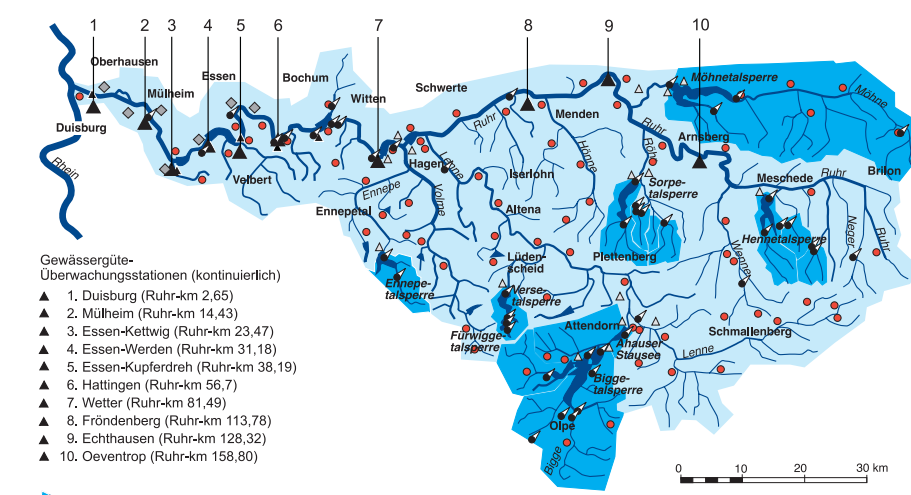 1 2 3 4 5 6 7 8 9 10
Oberhausen
Mülheim
Essen
Bochum
Witten
Schwerte
Möhnetalsperre
Möhne
Duisburg
Rhein
Velbert
Hagen
Ruhr
Menden
Ruhr
Arnsberg
Lenne
Hönne
Röhr
Iserlohn
Ennepe
Volme
Ennepetal
Altena
Sorpe-
talsperre
Meschede
Ruhr
Brilon
Lüden-
scheid
Plettenberg
Hennetalsperre
Neger
Ruhr
Wenne
Ennepe-
talsperre
Verse-
talsperre
Fürwigge-
talsperre
Attendorn
Ahauser
Stausee
Schmallenberg
Lenne
Bigge-
talsperre
Olpe
Bigge
Gewässergüte-
Überwachungsstationen (kontinuierlich)
1. Duisburg (Ruhr-km 2,65)
2. Mülheim (Ruhr-km 14,43)
3. Essen-Kettwig (Ruhr-km 23,47)
4. Essen-Werden (Ruhr-km 31,18)
5. Essen-Kupferdreh (Ruhr-km 38,19)
6. Hattingen (Ruhr-km 56,7)
7. Wetter (Ruhr-km 81,49)
8. Fröndenberg (Ruhr-km 113,78)
9. Echthausen (Ruhr-km 128,32)
10. Oeventrop (Ruhr-km 158,80)
0 10 20 30 km